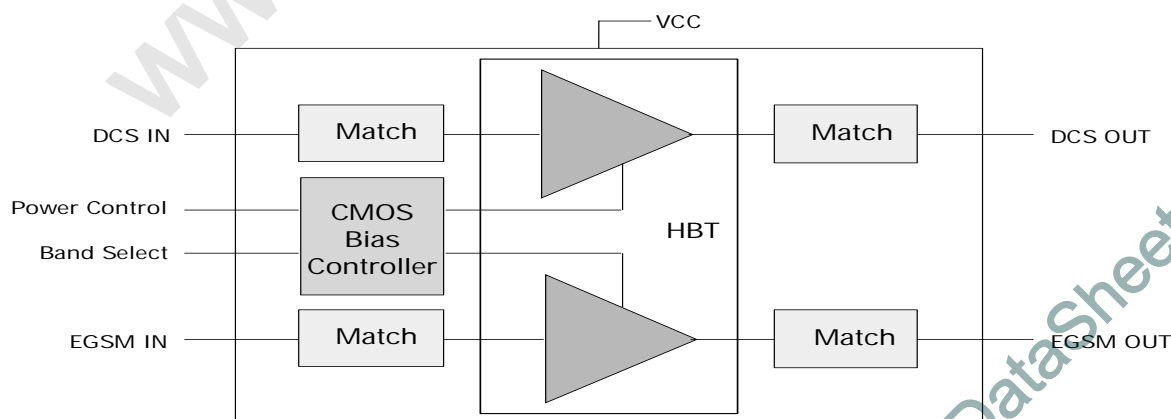 VCC
DCS IN
Match
Match
DCS OUT
Power Control
CMOS
Bias
Controller
HBT
Band Select
EGSM IN
Match
Match
EGSM OUT
DataSheet